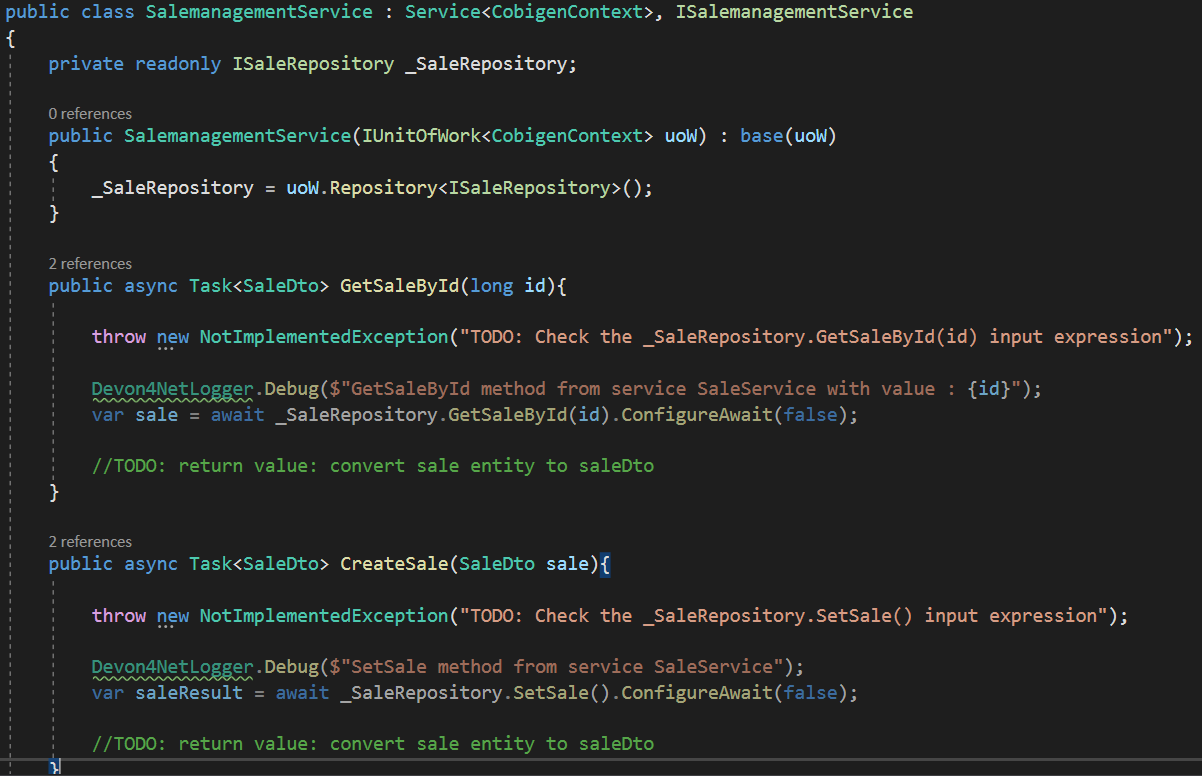 public class SalemanagementService : Service<CobigenContext>, ISalemanagementService
{
private readonly ISaleRepository _SaleRepository;
0 references
public SalemanagementService(IUnitOfWork<CobigenContext> uoW) : base(uoW)
{
_SaleRepository = uoW.Repository<ISaleRepository>();
}
2 references
public async Task<SaleDto> GetSaleById(long id){
throw new NotImplementedException("TODO: Check the _SaleRepository.GetSaleById(id) input expression");
Devon4NetLogger.Debug($"GetSaleById method from service SaleService with value : {id}");
var sale = await _SaleRepository.GetSaleById(id).ConfigureAwait(false);
//TODO: return value: convert sale entity to saleDto
}
2 references
public async Task<SaleDto> CreateSale(SaleDto sale){
throw new NotImplementedException("TODO: Check the _SaleRepository.SetSale() input expression");
Devon4NetLogger.Debug($"SetSale method from service SaleService");
var saleResult = await _SaleRepository.SetSale().ConfigureAwait(false);
//TODO: return value: convert sale entity to saleDto
}